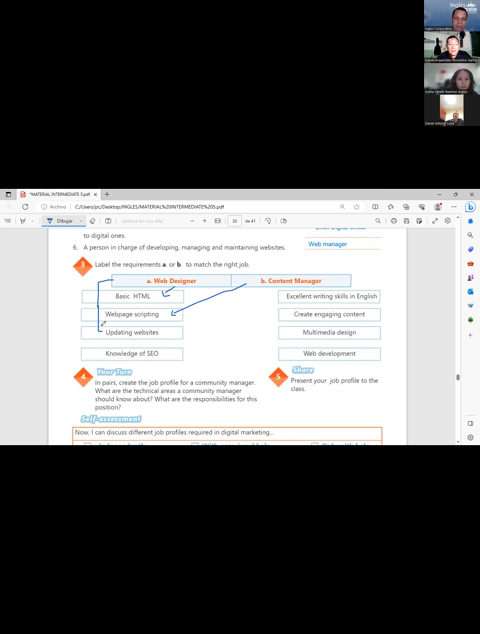 Inglés
Inglés Corporativo
*MATERIAL INTERMEDIATE 5.pdf
Archivo
C:/Users/pc/Desktop/INGLES/MATERIAL%20INTERMEDIATE%205.pdf
Dibujar
Lectura en voz alta
30 de 41
to digital ones.
6. A person in charge of developing, managing and maintaining websites.
Web manager
3 Label the requirements a. or b. to match the right job.
a. Web Designer
b. Content Manager
Basic HTML
Excellent writing skills in English
Webpage scripting
Create engaging content
Updating websites
Multimedia design
Knowledge of SEO
Web development
4 Your Turn
In pairs, create the job profile for a community manager.
What are the technical areas a community manager
should know about? What are the responsibilities for this
position?
5 Share
Present your job profile to the
class.
Self-assessment
Now, I can discuss different job profiles required in digital marketing...